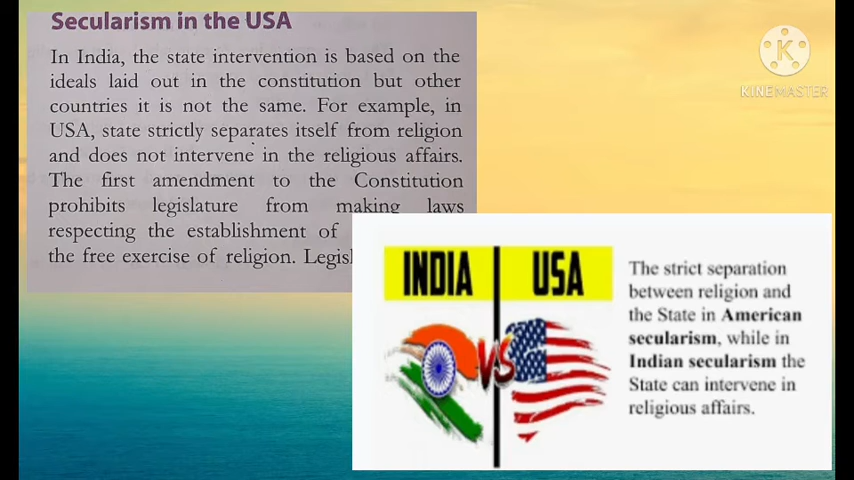 Secularism in the USA
In India, the state intervention is based on the
ideals laid out in the constitution but other
countries it is not the same. For example, in
USA, state strictly separates itself from religion
and does not intervene in the religious affairs.
The first amendment to the Constitution
prohibits legislature from making laws
respecting the establishment of
the free exercise of religion.
K
KINEMASTER
INDIA
VS
USA
The strict separation
between religion and
the State in American
secularism, while in
Indian secularism the
State can intervene in
religious affairs.